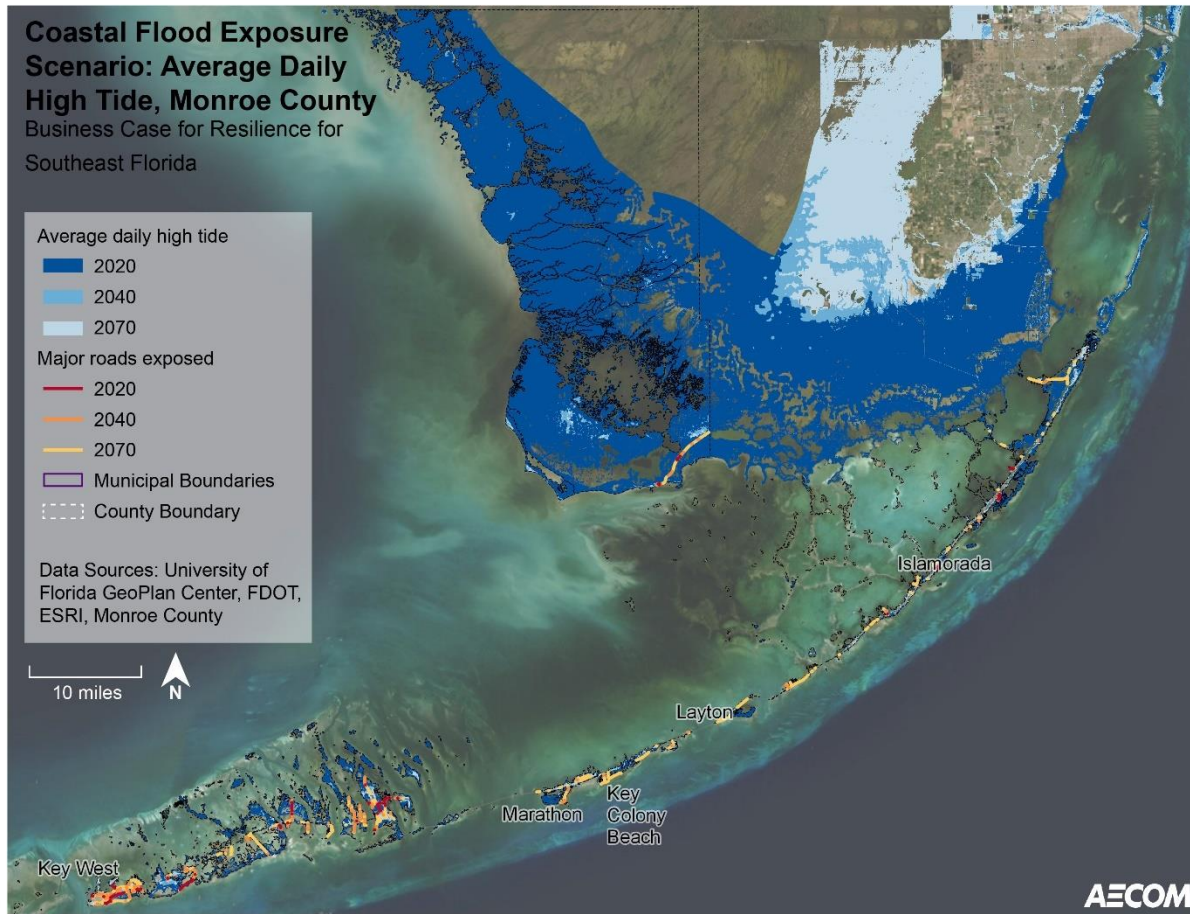 Coastal Flood Exposure
Scenario: Average Daily
High Tide, Monroe County
Business Case for Resilience for
Southeast Florida
Average daily high tide
2020
2040
2070
Major roads exposed
2020
2040
2070
Municipal Boundaries
County Boundary
Data Sources: University of
Florida GeoPlan Center, FDOT,
ESRI, Monroe County
10 miles
N
Islamorada
Layton
Marathon
Key
Colony
Beach
Key West
AECOM